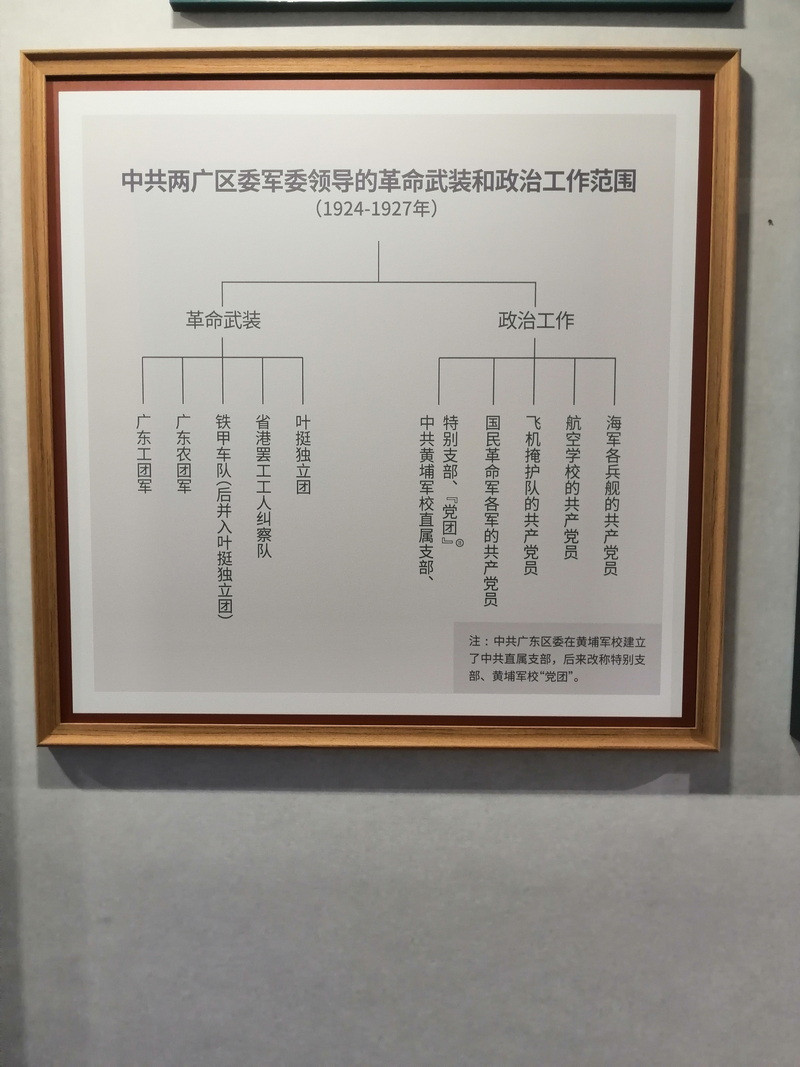 中共两广区委军委领导的革命武装和政治工作范围
（1924-1927年）
革命武装
政治工作
广东工团军
广东农团军
铁甲车队（后并入叶挺独立团）
省港罢工工人纠察队
叶挺独立团
中共黄埔军校直属支部、
特别支部、『党团』㊟
国民革命军各军的共产党员
飞机掩护队的共产党员
航空学校的共产党员
海军各兵舰的共产党员
注：中共广东区委在黄埔军校建立
了中共直属支部，后来改称特别支
部、黄埔军校“党团”。